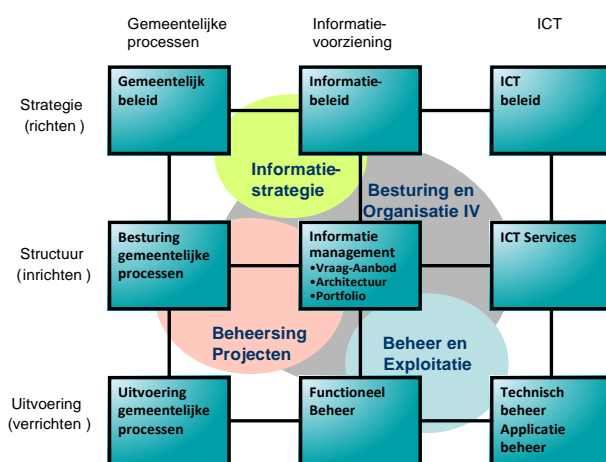 Gemeentelijke
processen
Informatie-
voorziening
ICT
Strategie
(richten )
Gemeentelijk
beleid
Informatie-
beleid
ICT
beleid
Informatie-
strategie
Besturing en
Organisatie IV
Structuur
(inrichten )
Besturing
gemeentelijke
processen
Informatie
management
•Vraag-Aanbod
•Architectuur
•Portfolio
ICT Services
Beheersing
Projecten
Beheer en
Exploitatie
Uitvoering
(verrichten )
Uitvoering
gemeentelijke
processen
Functioneel
Beheer
Technisch
beheer
Applicatie
beheer